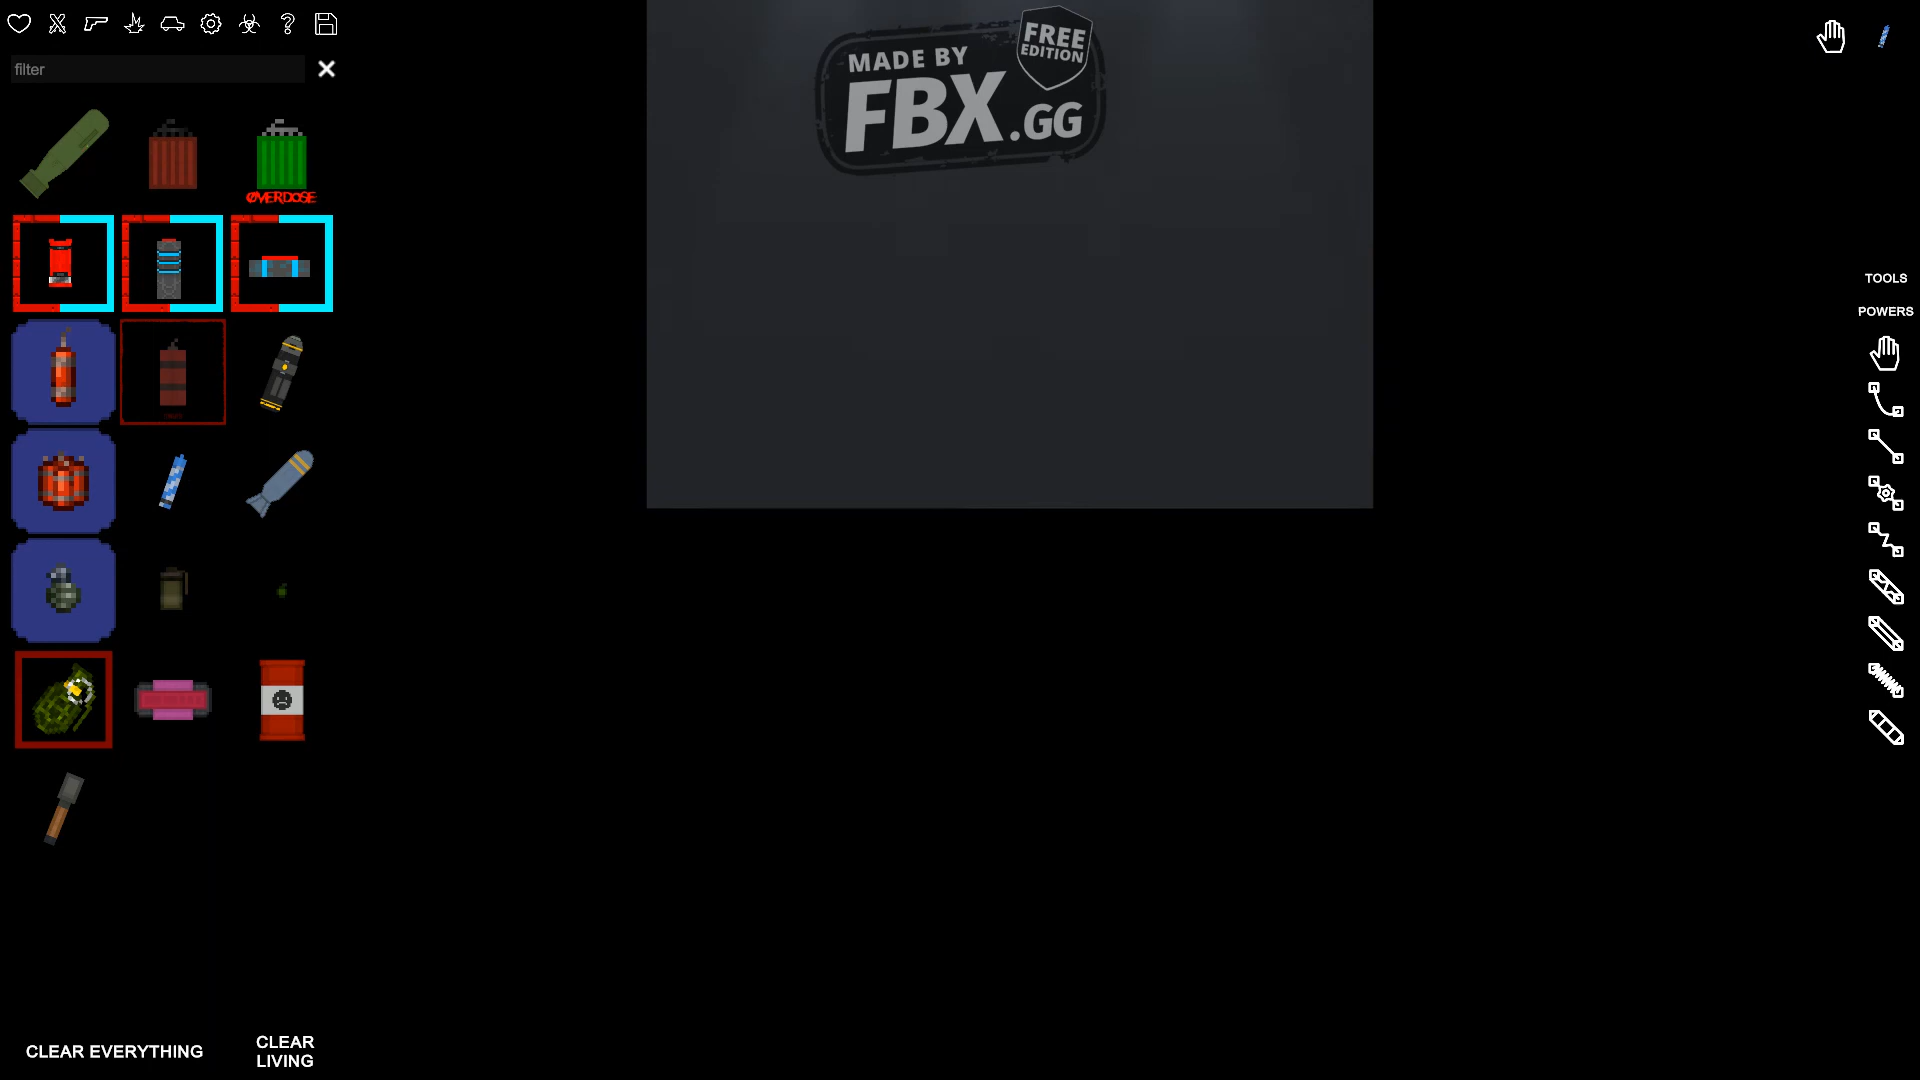 filter
MADE BY
FBX.GG
FREE
EDITION
OVERDOSE
TOOLS
POWERS
CLEAR EVERYTHING
CLEAR
LIVING